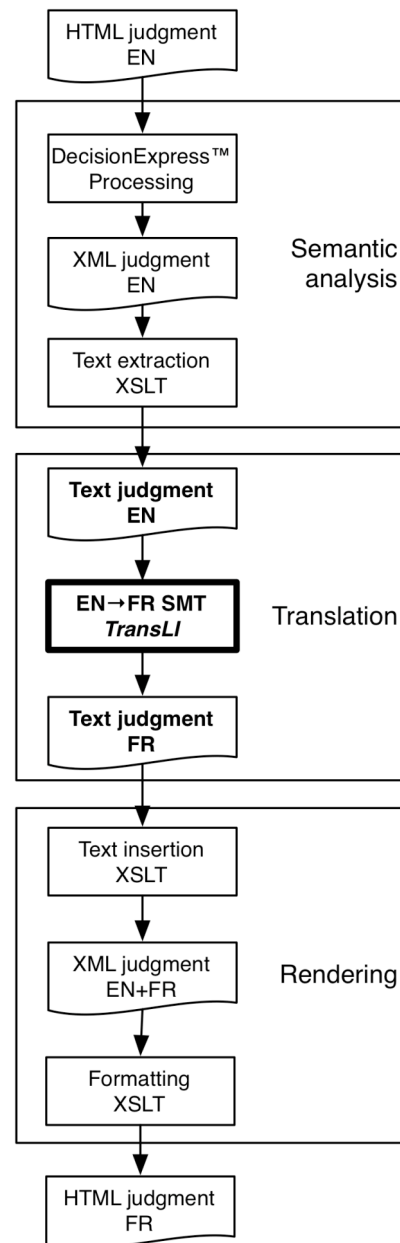 HTML judgment
EN
DecisionExpress™
Processing
XML judgment
EN
Semantic
analysis
Text extraction
XSLT
Text judgment
EN
EN→FR SMT
TransLI
Translation
Text judgment
FR
Text insertion
XSLT
XML judgment
EN+FR
Rendering
Formatting
XSLT
HTML judgment
FR